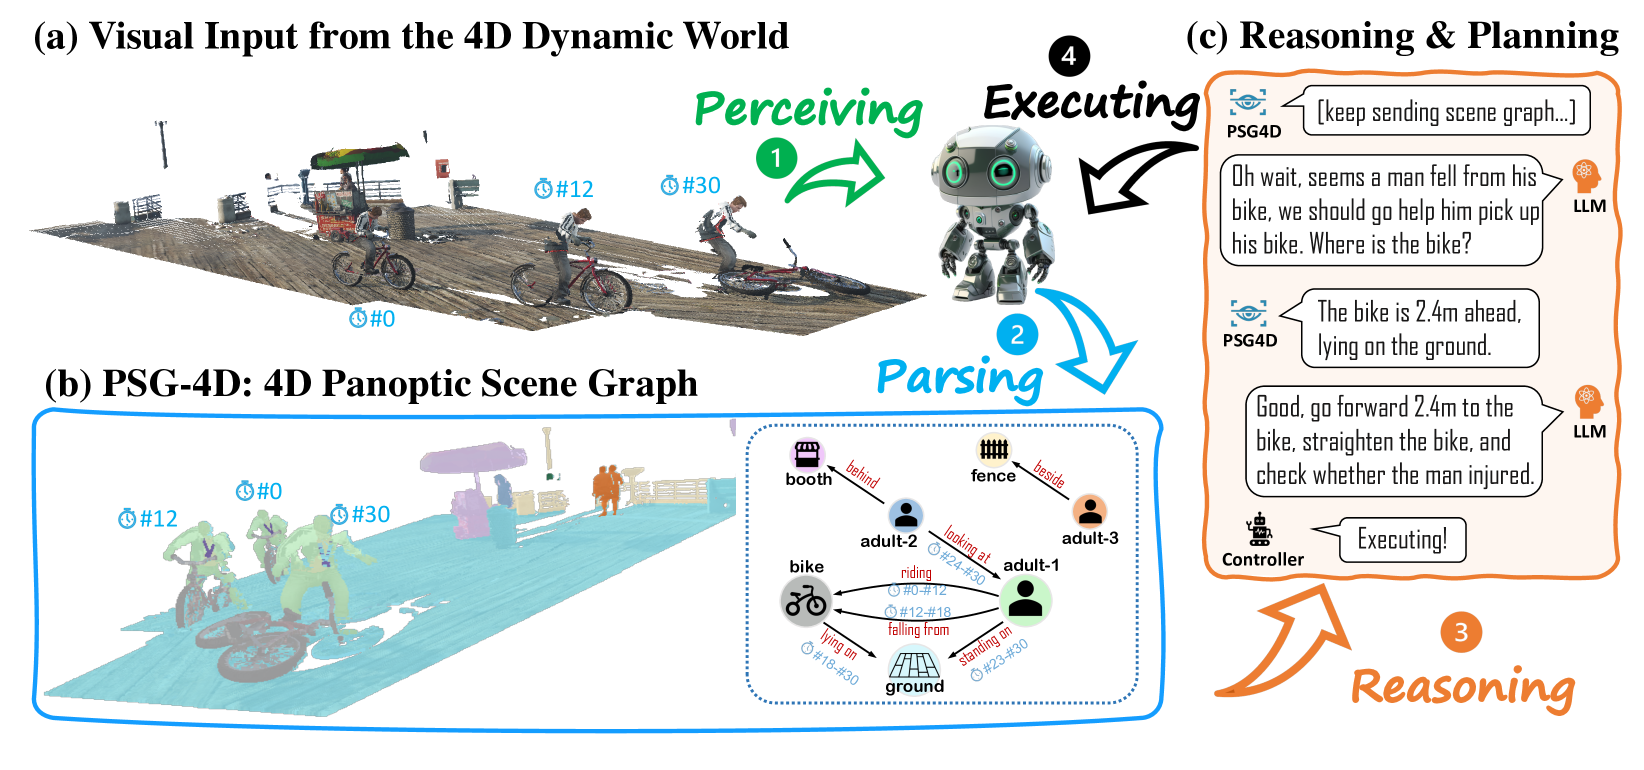 (a) Visual Input from the 4D Dynamic World
#0
#12
#30
Perceiving
1
4
Executing
2
Parsing
(b) PSG-4D: 4D Panoptic Scene Graph
#12
#0
#30
booth
behind
fence
beside
adult-2
adult-3
looking at
#24-#30
bike
adult-1
riding
#0-#12
#12-#18
falling from
lying on
#18-#30
standing on
#23-#30
ground
(c) Reasoning & Planning
PSG4D
[keep sending scene graph...]
Oh wait, seems a man fell from his
bike, we should go help him pick up
his bike. Where is the bike?
LLM
PSG4D
The bike is 2.4m ahead,
lying on the ground.
Good, go forward 2.4m to the
bike, straighten the bike, and
check whether the man injured.
LLM
Controller
Executing!
3
Reasoning